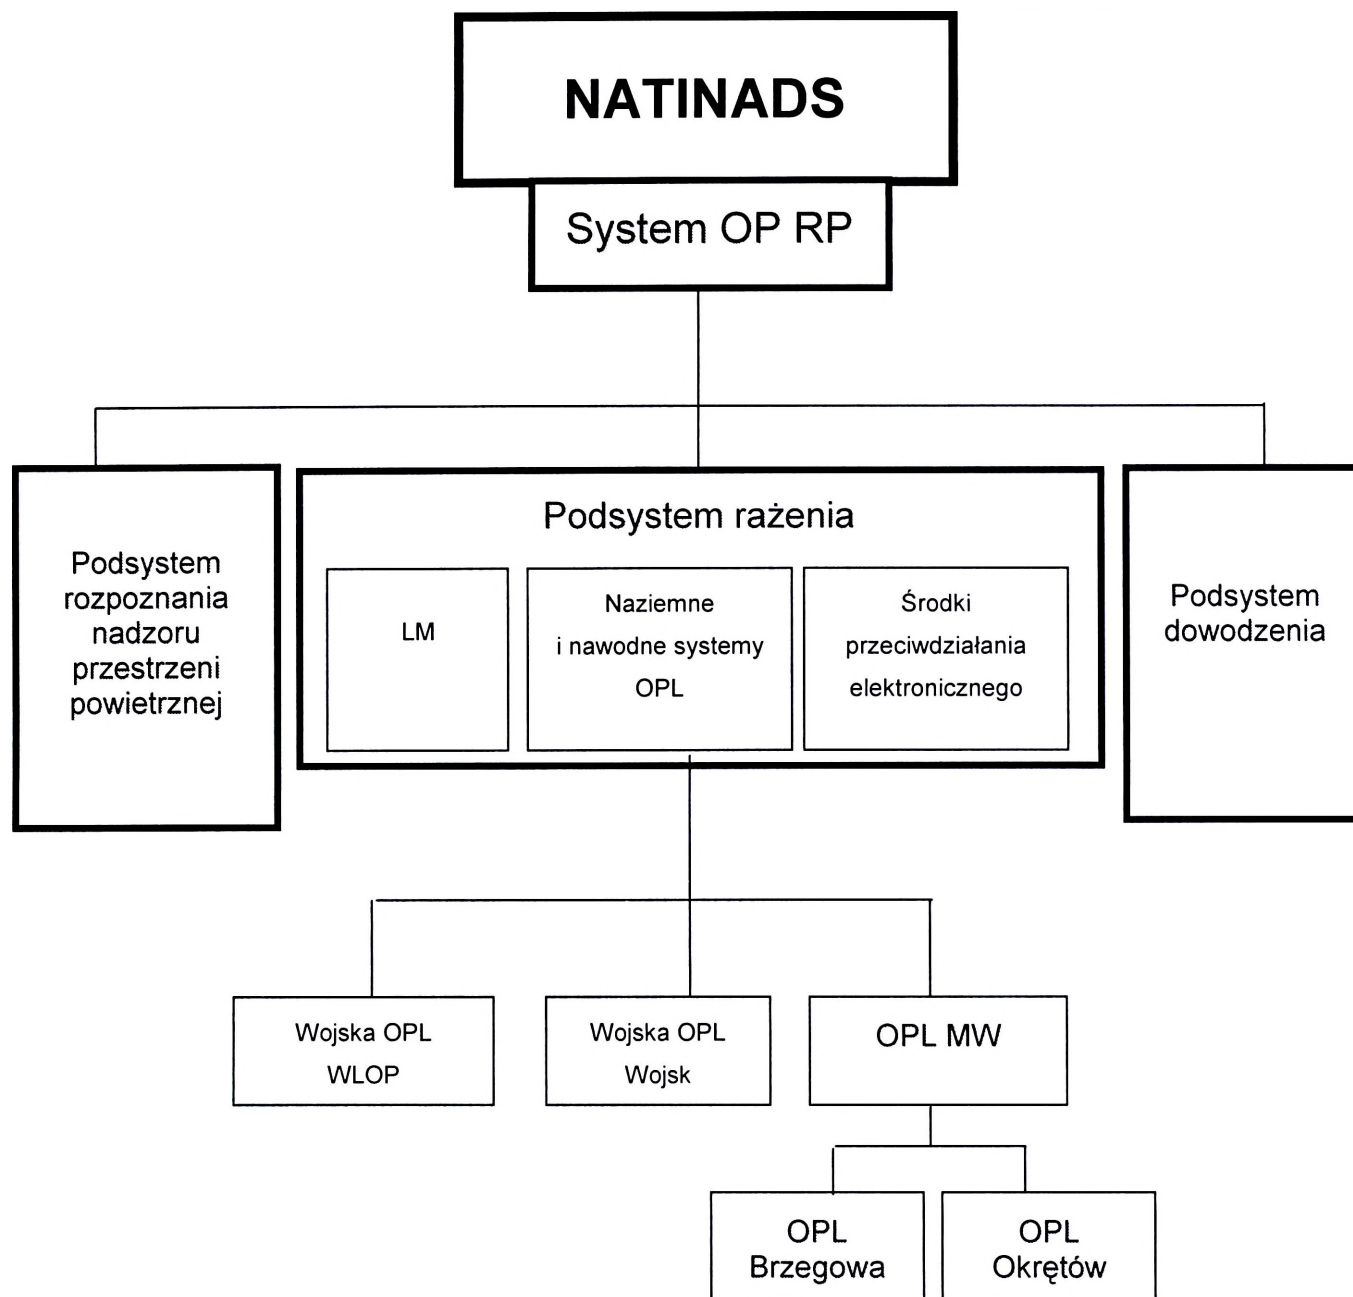 NATINADS
System OP RP
Podsystem
rozpoznania
nadzoru
przestrzeni
powietrznej
Podsystem rażenia
LM
Naziemne
i nawodne systemy
OPL
Środki
przeciwdziałania
elektronicznego
Podsystem
dowodzenia
Wojska OPL
WLOP
Wojska OPL
Wojsk
OPL MW
OPL
Brzegowa
OPL
Okrętów